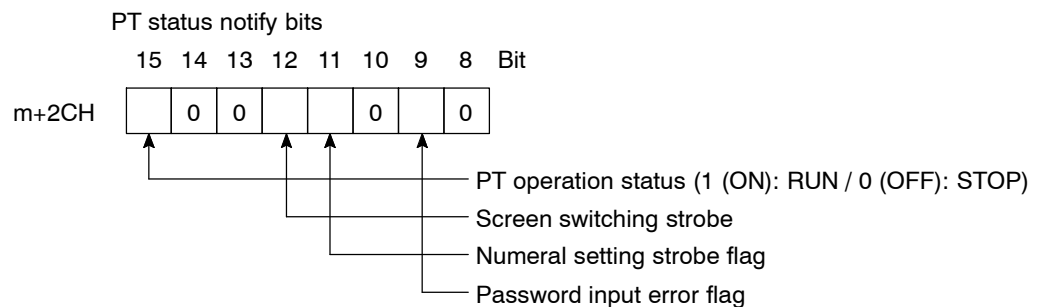 PT status notify bits
15 14 13 12 11 10 9 8 Bit
m+2CH 0 0 0 0
PT operation status (1 (ON): RUN / 0 (OFF): STOP)
Screen switching strobe
Numeral setting strobe flag
Password input error flag